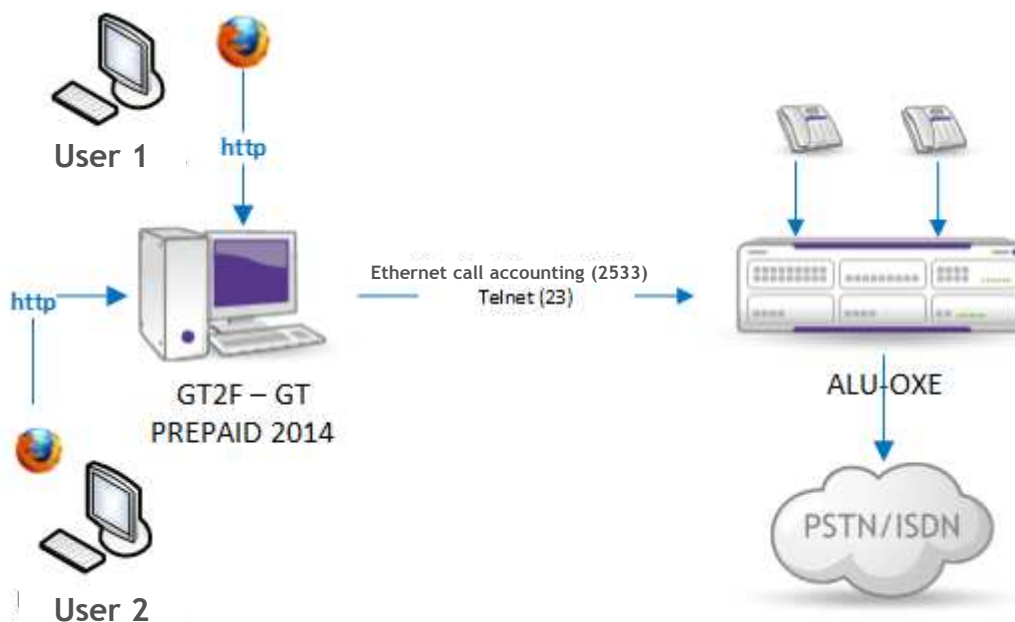 User 1
http
http
Ethernet call accounting (2533)
Telnet (23)
GT2F – GT
PREPAID 2014
ALU-OXE
PSTN/ISDN
User 2